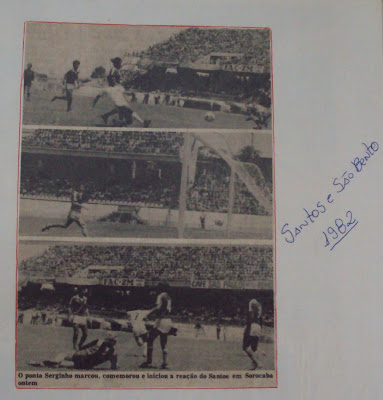 Santos e São Bento
1982
O ponta Serginho marcou, comemorou e iniciou a reação do Santos em Sorocaba
ontem